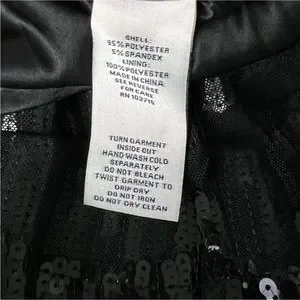 SHELL:
95% POLYESTER
5% SPANDEX
LINING:
100% POLYESTER
MADE IN CHINA
SEE REVERSE
FOR CARE
RN 103715
TURN GARMENT
INSIDE OUT
HAND WASH COLD
SEPARATELY
DO NOT BLEACH
TWIST GARMENT TO
DRIP DRY
DO NOT IRON
DO NOT DRY CLEAN